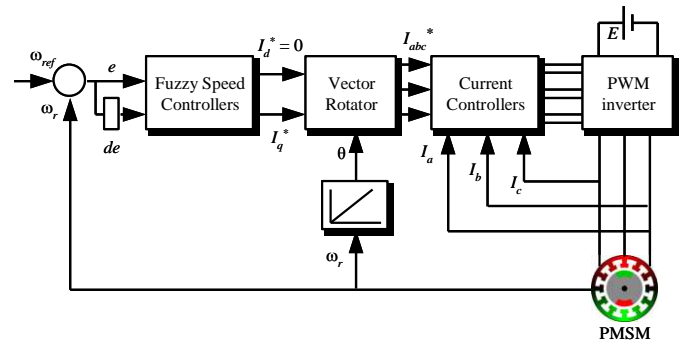 E
ω_ref
e
I_d^* = 0
I_abc^*
Fuzzy Speed
Controllers
Vector
Rotator
Current
Controllers
PWM
inverter
ω_r
de
I_q^*
θ
I_a
I_b
I_c
ω_r
PMSM